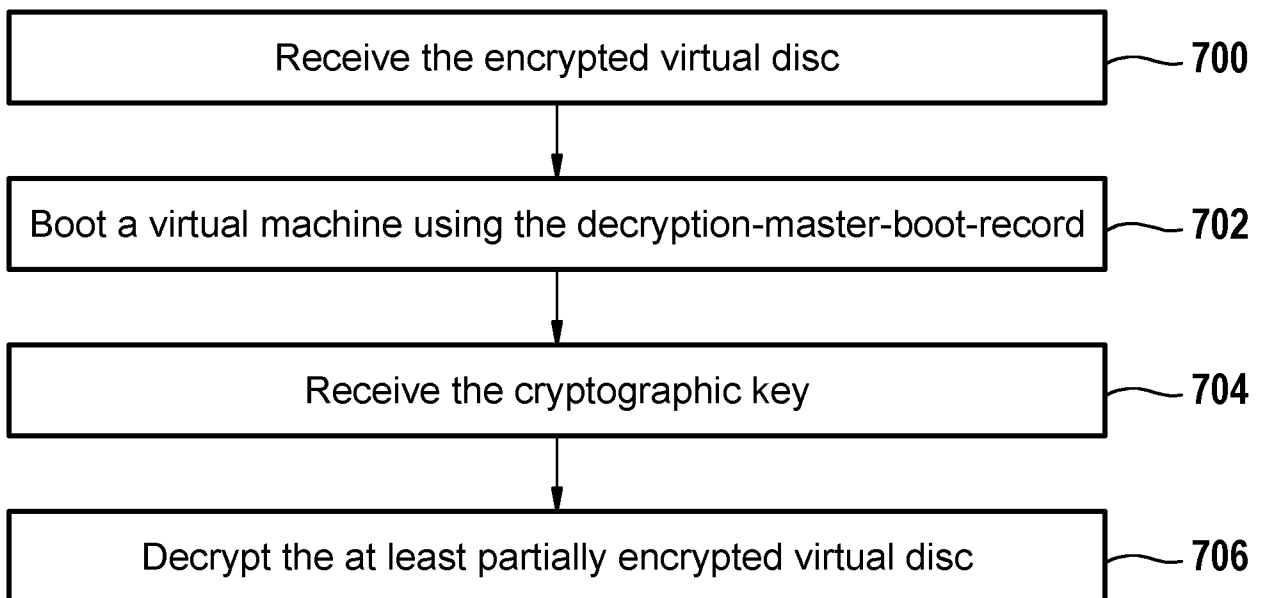 Receive the encrypted virtual disc 700
Boot a virtual machine using the decryption-master-boot-record 702
Receive the cryptographic key 704
Decrypt the at least partially encrypted virtual disc 706